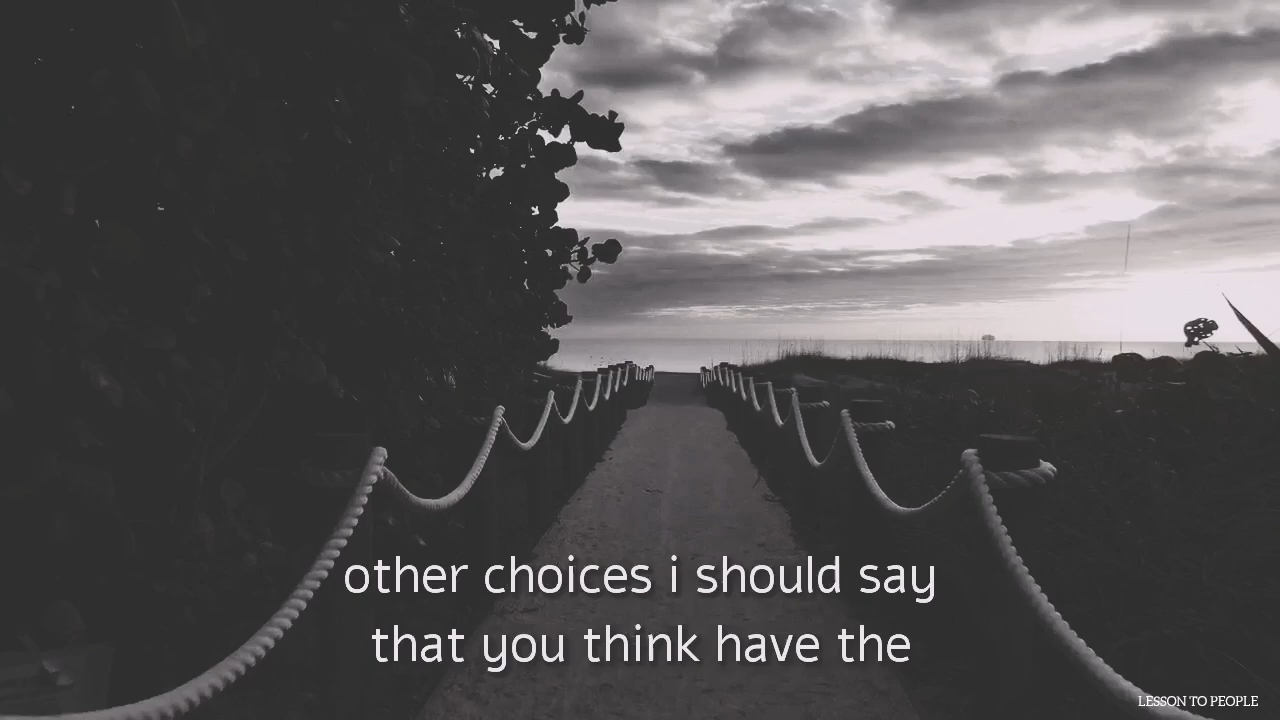 other choices i should say
that you think have the
LESSON TO PEOPLE